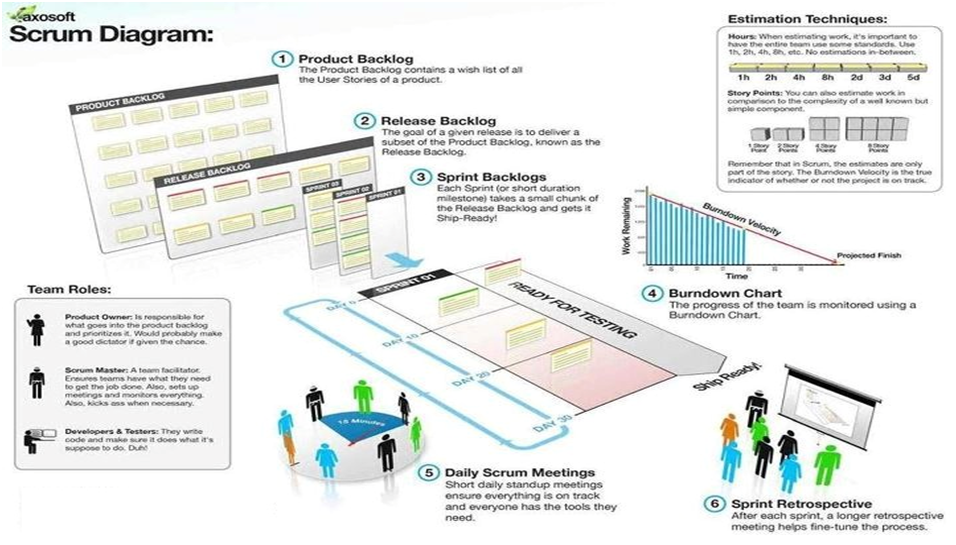 axosoft
Scrum Diagram:
1 Product Backlog
The Product Backlog contains a wish list of all
the User Stories of a product.
PRODUCT BACKLOG
2 Release Backlog
The goal of a given release is to deliver a
subset of the Product Backlog, known as the
Release Backlog.
RELEASE BACKLOG
3 Sprint Backlogs
Each Sprint (or short duration
milestone) takes a small chunk of
the Release Backlog and gets it
Ship-Ready!
SPRINT 03
SPRINT 02
SPRINT 01
Estimation Techniques:
Hours: When estimating work, it's important to
have the entire team use some standards. Use
1h, 2h, 4h, 8h, etc. No estimations in-between.
1h 2h 4h 8h 2d 3d 5d
Story Points: You can also estimate work in
comparison to the complexity of a well known but
simple component.
1 Story
Point
2 Story
Points
4 Story
Points
8 Story
Points
Remember that in Scrum, the estimates are only
part of the story. The Burndown Velocity is the true
indicator of whether or not the project is on track.
Work Remaining
Burndown Velocity
Projected Finish
Time
4 Burndown Chart
The progress of the team is monitored using a
Burndown Chart.
SPRINT 01
READY FOR TESTING
DAY 0
DAY 10
DAY 20
DAY 30
Ship Ready!
Team Roles:
Product Owner: Is responsible for
what goes into the product backlog
and prioritizes it. Would probably make
a good dictator if given the chance.
Scrum Master: A team facilitator.
Ensures teams have what they need
to get the job done. Also, sets up
meetings and monitors everything.
Also, kicks ass when necessary.
Developers & Testers: They write
code and make sure it does what it's
suppose to do. Duh!
15 Minutes
5 Daily Scrum Meetings
Short daily standup meetings
ensure everything is on track
and everyone has the tools they
need.
6 Sprint Retrospective
After each sprint, a longer retrospective
meeting helps fine-tune the process.